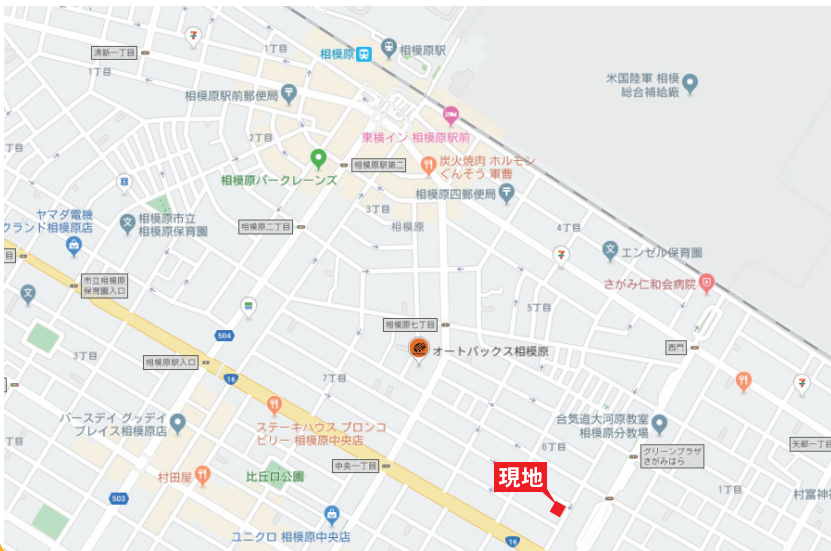 清新一丁目
1丁目
相模原
相模原駅
1丁目
米国陸軍 相模
総合補給廠
相模原駅前郵便局
東横イン 相模原駅前
2丁目
丁目
相模原駅第二
炭火焼肉 ホルモン
ぐんそう 軍曹
相模原パークレーンズ
相模原四郵便局
3丁目
ヤマダ電機
クランド相模原店
相模原市立
相模原保育園
相模原二丁目
相模原
4丁目
エンゼル保育園
目
市立相模原
保育園入口
さがみ仁和会病院
5丁目
相模原七丁目
504
オートバックス相模原
西門
3丁目
相模原駅入口
16
7丁目
バースデイ グッデイ
プレイス相模原店
ステーキハウス ブロンコ
ビリー 相模原中央店
合気道大河原教室
相模原分教場
丁目
6丁目
矢部一丁目
グリーンプラザ
さがみはら
中央一丁目
村田屋
比丘口公園
現地
1丁目
村富神社
503
ユニクロ 相模原中央店
16